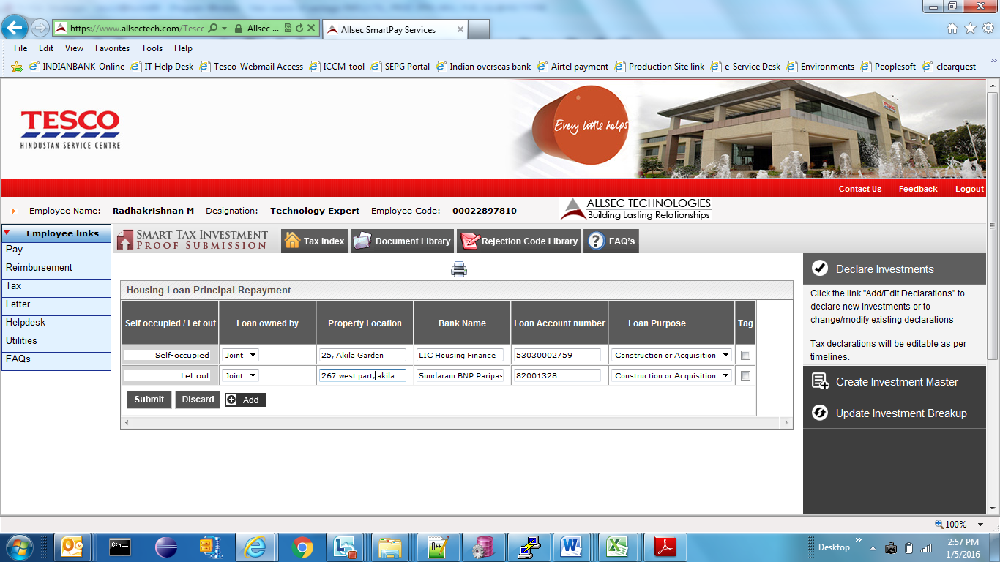 https://www.allsectech.com/Tescc
Allsec ...
Allsec SmartPay Services
File Edit View Favorites Tools Help
INDIANBANK-Online IT Help Desk Tesco-Webmail Access ICCM-tool SEPG Portal Indian overseas bank Airtel payment Production Site link e-Service Desk Environments Peoplesoft clearquest
TESCO
HINDUSTAN SERVICE CENTRE
Every little helps
TESCO
Contact Us Feedback Logout
Employee Name: Radhakrishnan M Designation: Technology Expert Employee Code: 00022897810
ALLSEC TECHNOLOGIES
Building Lasting Relationships
Employee links
Pay
Reimbursement
Tax
Letter
Helpdesk
Utilities
FAQs
SMART TAX INVESTMENT
PROOF SUBMISSION
Tax Index Document Library Rejection Code Library FAQ's
Housing Loan Principal Repayment
Self occupied / Let out Loan owned by Property Location Bank Name Loan Account number Loan Purpose Tag
Self-occupied Joint 25, Akila Garden LIC Housing Finance 53030002759 Construction or Acquisition
Let out Joint 267 west part, akila Sundaram BNP Paripas 82001328 Construction or Acquisition
Submit Discard Add
Declare Investments
Click the link "Add/Edit Declarations" to
declare new investments or to
change/modify existing declarations
Tax declarations will be editable as per
timelines.
Create Investment Master
Update Investment Breakup
100%
Desktop
2:57 PM
1/5/2016